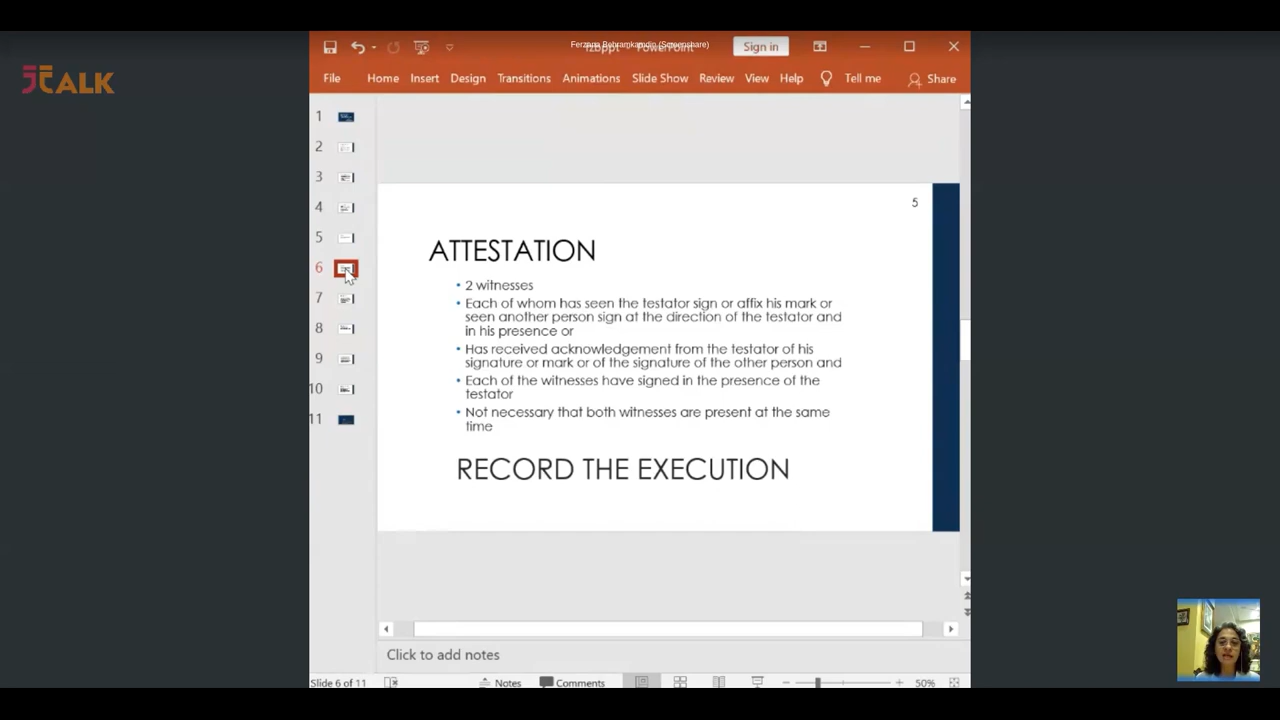 Ferzana Behramkamdin (Screenshare)
Sign in
JTALK
File Home Insert Design Transitions Animations Slide Show Review View Help Tell me Share
1
2
3
4
5
6
7
8
9
10
11
5
ATTESTATION
• 2 witnesses
• Each of whom has seen the testator sign or affix his mark or
seen another person sign at the direction of the testator and
in his presence or
• Has received acknowledgement from the testator of his
signature or mark or of the signature of the other person and
• Each of the witnesses have signed in the presence of the
testator
• Not necessary that both witnesses are present at the same
time
RECORD THE EXECUTION
Click to add notes
Slide 6 of 11 Notes Comments 50%